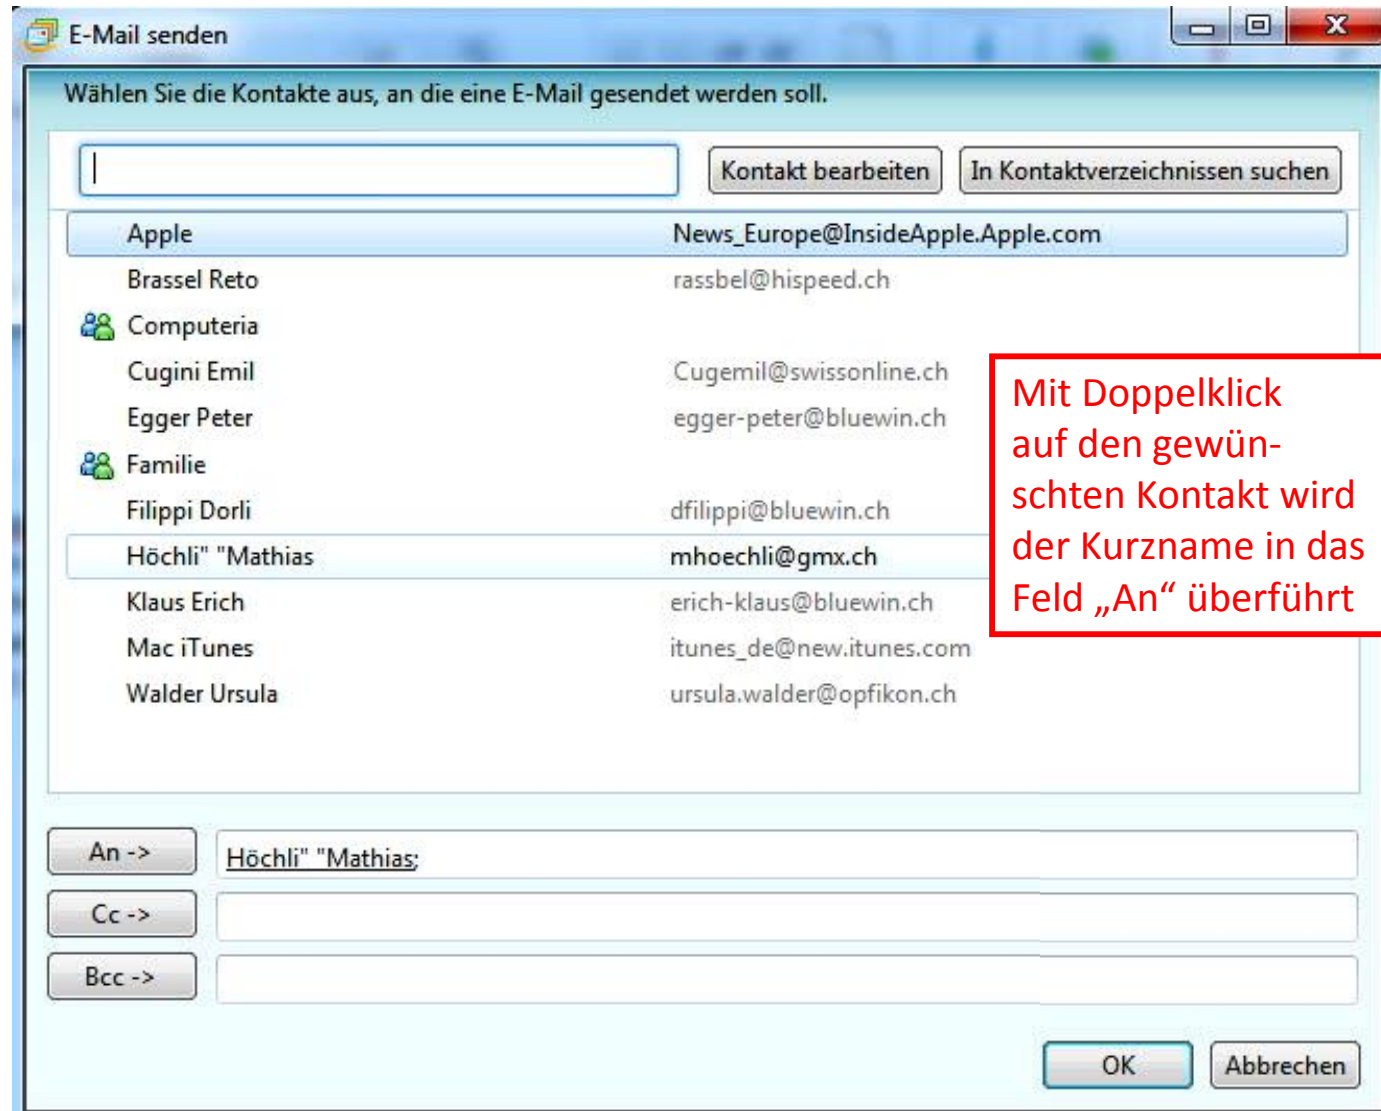 E-Mail senden
Wählen Sie die Kontakte aus, an die eine E-Mail gesendet werden soll.
Kontakt bearbeiten In Kontaktverzeichnissen suchen
Apple News_Europe@InsideApple.Apple.com
Brassel Reto rassbel@hispeed.ch
Computeria
Cugini Emil Cugemil@swissonline.ch
Egger Peter egger-peter@bluewin.ch
Familie
Filippi Dorli dfilippi@bluewin.ch
Höchli" "Mathias mhoechli@gmx.ch
Klaus Erich erich-klaus@bluewin.ch
Mac iTunes itunes_de@new.itunes.com
Walder Ursula ursula.walder@opfikon.ch
Mit Doppelklick
auf den gewün-
schten Kontakt wird
der Kurzname in das
Feld „An“ überführt
An -> Höchli" "Mathias;
Cc ->
Bcc ->
OK Abbrechen